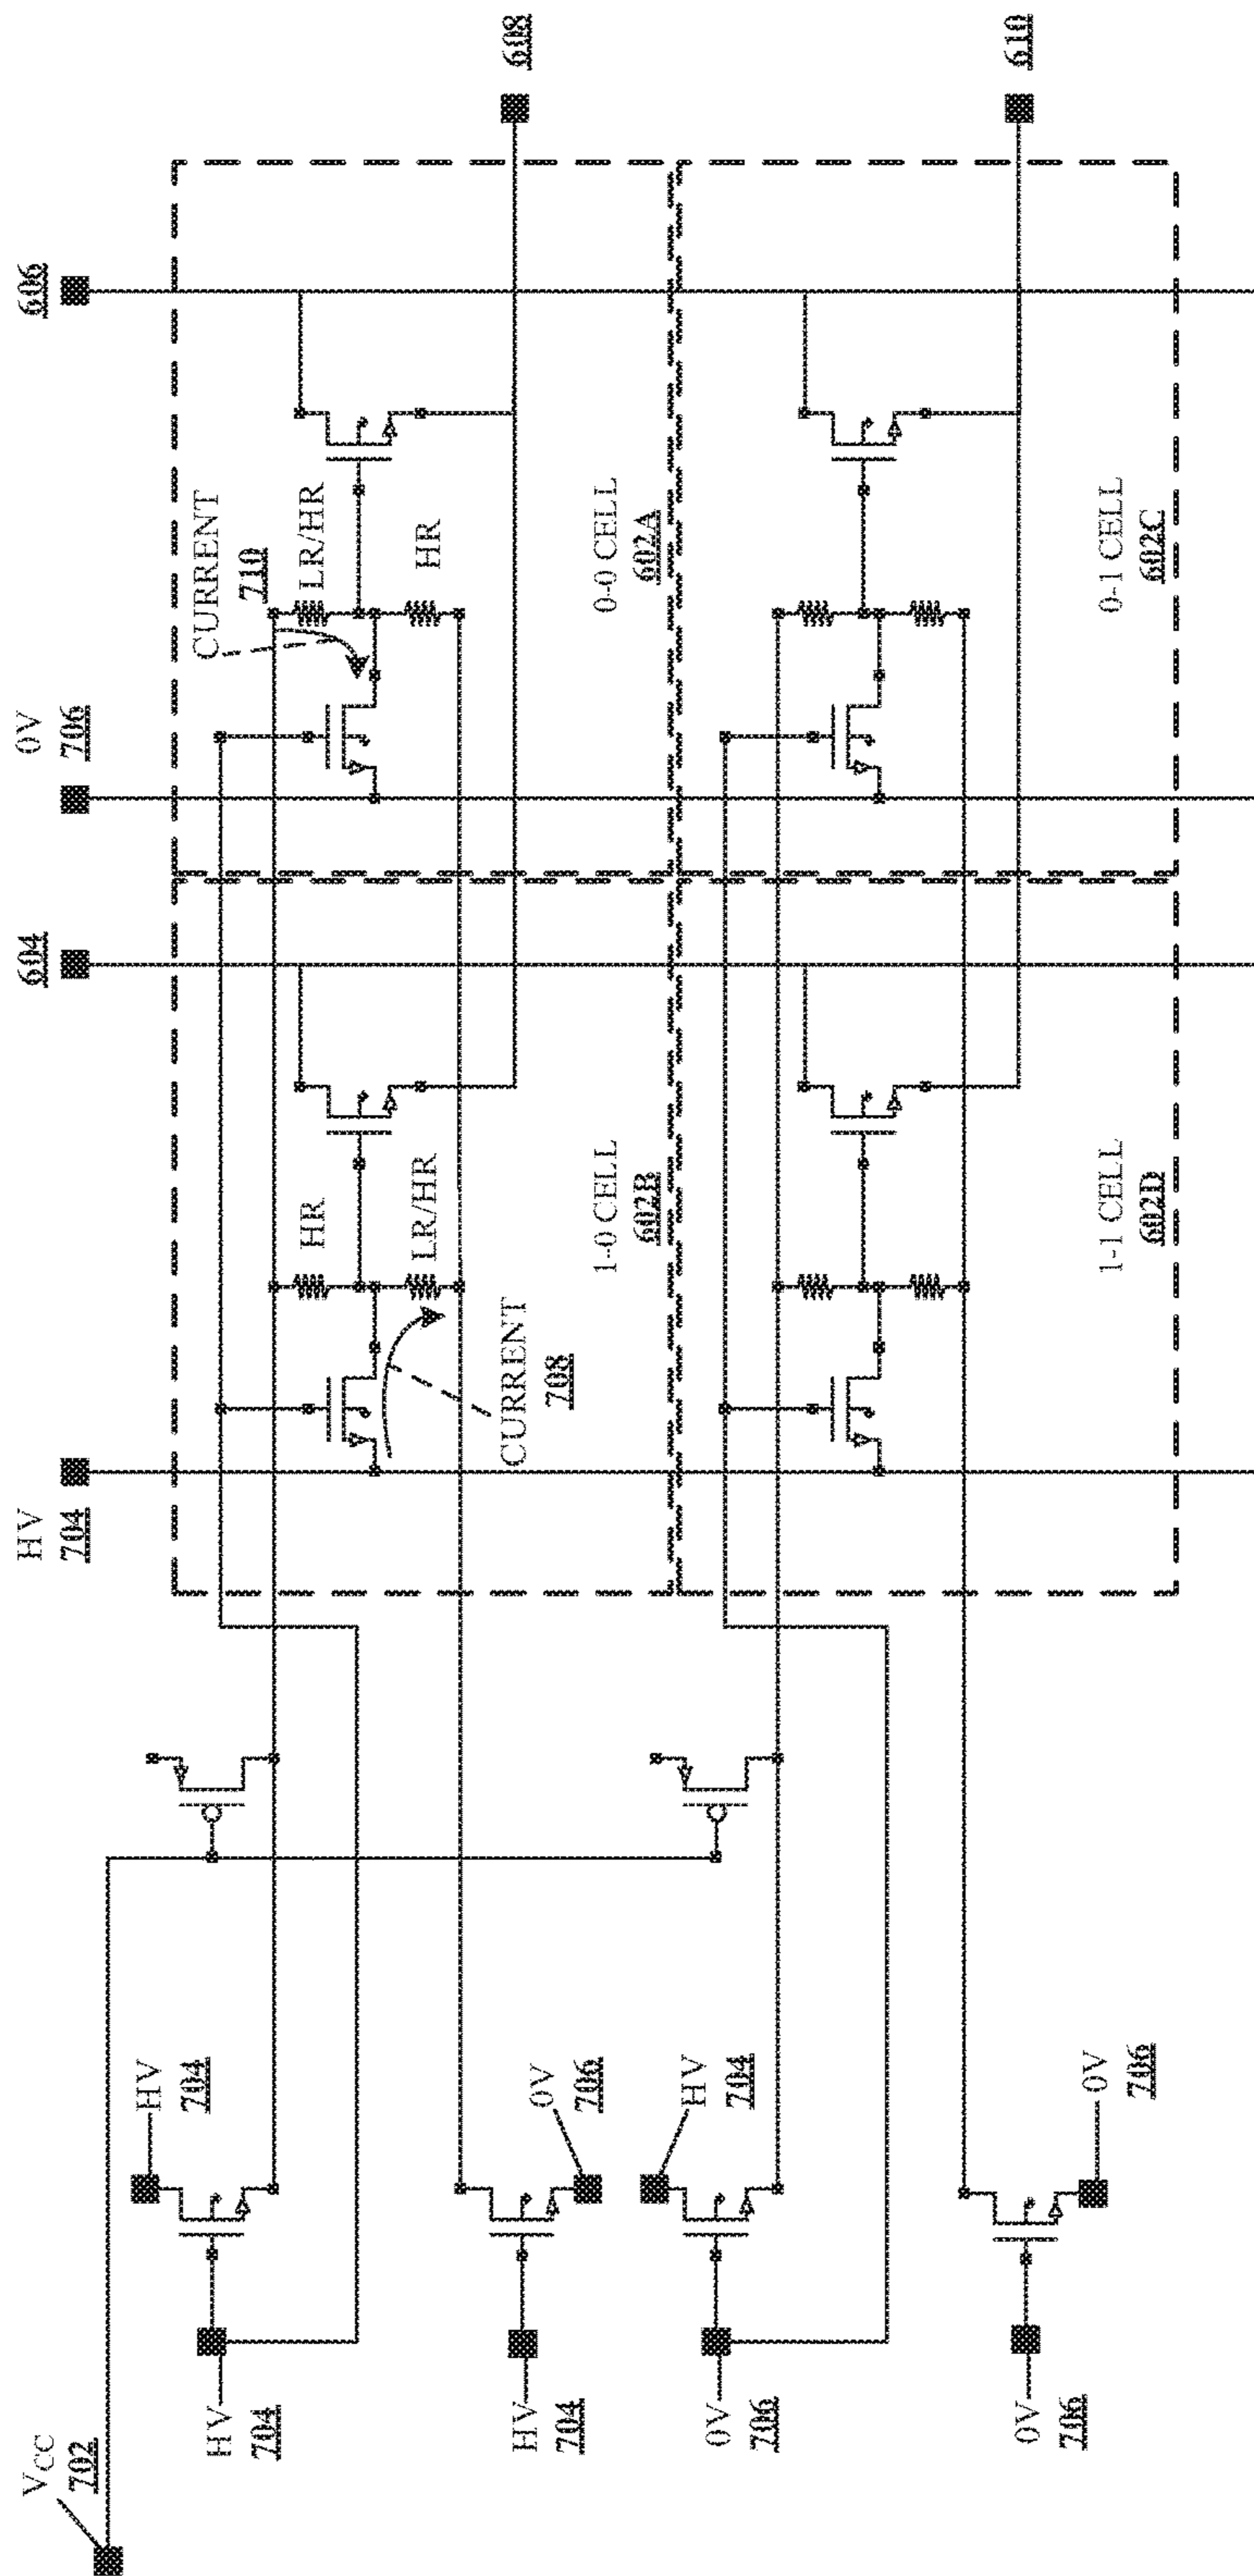 V_CC
702
HV
704
HV
704
HV
704
0V
706
0V
706
HV
704
0V
706
0V
706
HV
704
604
0V
706
606
HR
LR/HR
CURRENT
708
1-0 CELL
602B
CURRENT
710
LR/HR
HR
0-0 CELL
602A
608
1-1 CELL
602D
0-1 CELL
602C
610